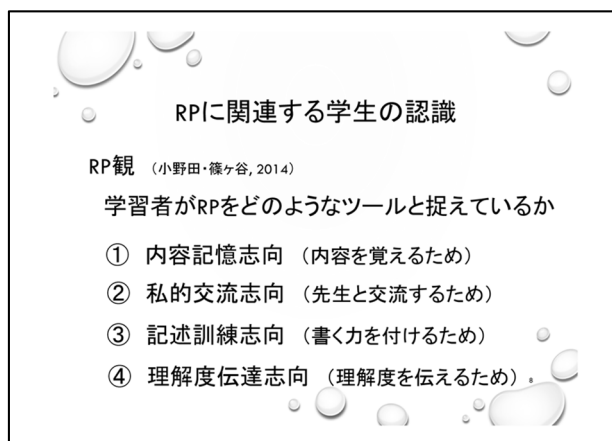 RPに関連する学生の認識
RP観 （小野田・篠ヶ谷, 2014）
学習者がRPをどのようなツールと捉えているか
① 内容記憶志向 （内容を覚えるため）
② 私的交流志向 （先生と交流するため）
③ 記述訓練志向 （書く力を付けるため）
④ 理解度伝達志向 （理解度を伝えるため）
8